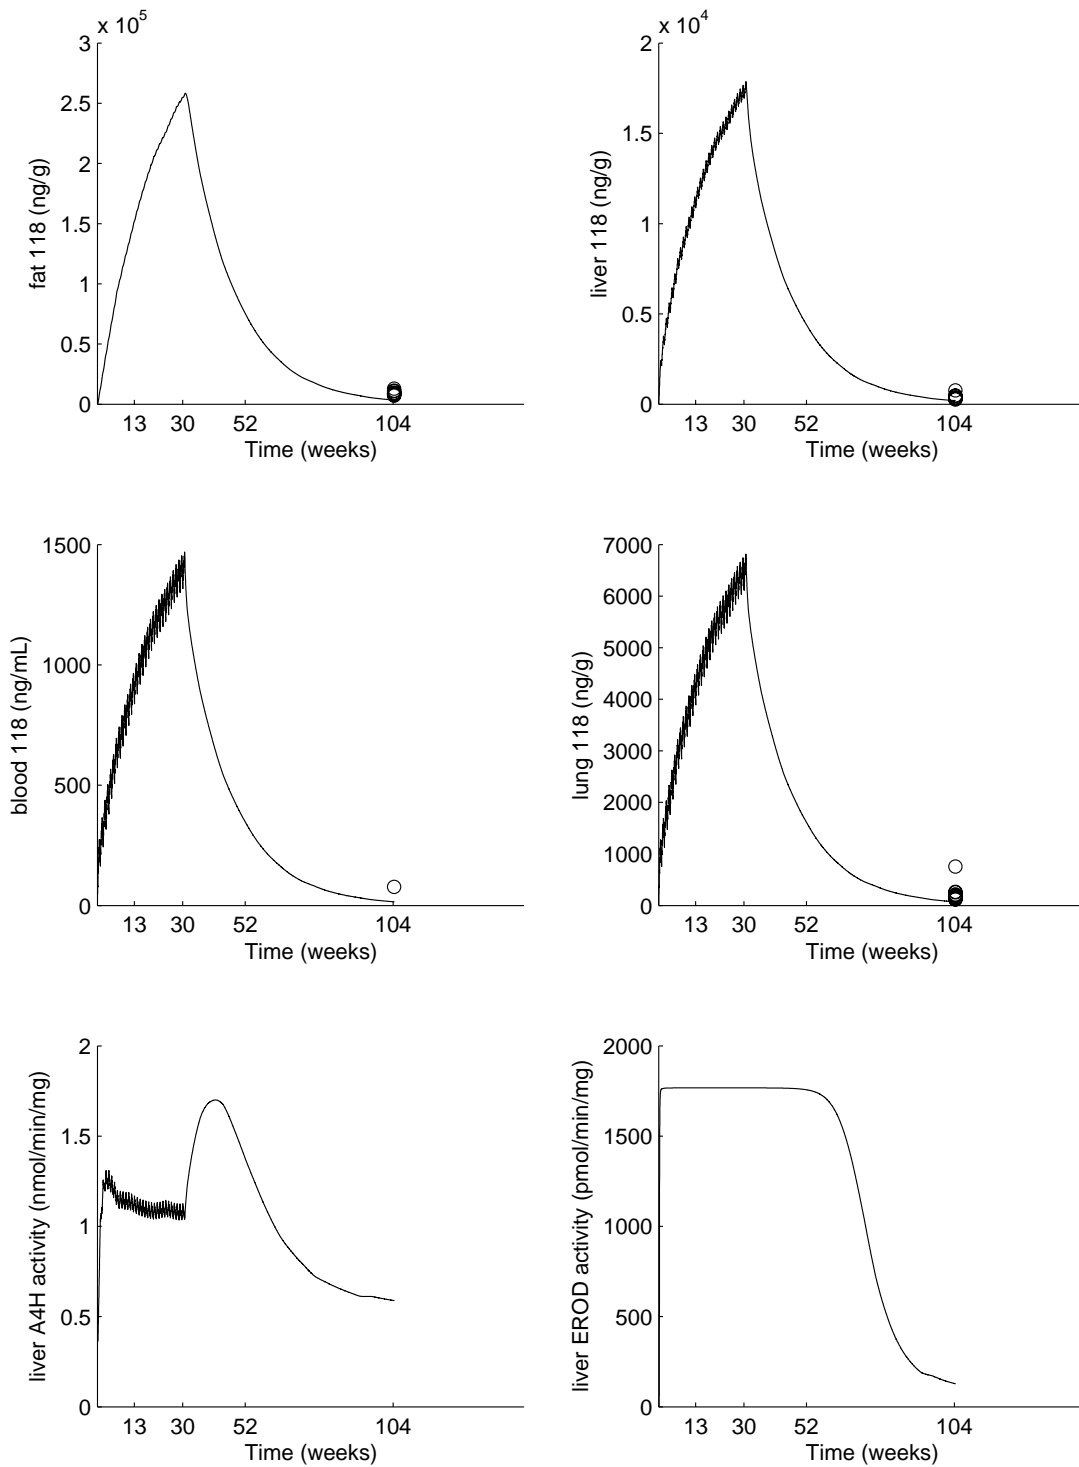 x 10^5
3
2.5
2
1.5
1
0.5
0
fat 118 (ng/g)
13 30 52 104
Time (weeks)
x 10^4
2
1.5
1
0.5
0
liver 118 (ng/g)
13 30 52 104
Time (weeks)
1500
1000
500
0
blood 118 (ng/mL)
13 30 52 104
Time (weeks)
7000
6000
5000
4000
3000
2000
1000
0
lung 118 (ng/g)
13 30 52 104
Time (weeks)
2
1.5
1
0.5
0
liver A4H activity (nmol/min/mg)
13 30 52 104
Time (weeks)
2000
1500
1000
500
0
liver EROD activity (pmol/min/mg)
13 30 52 104
Time (weeks)